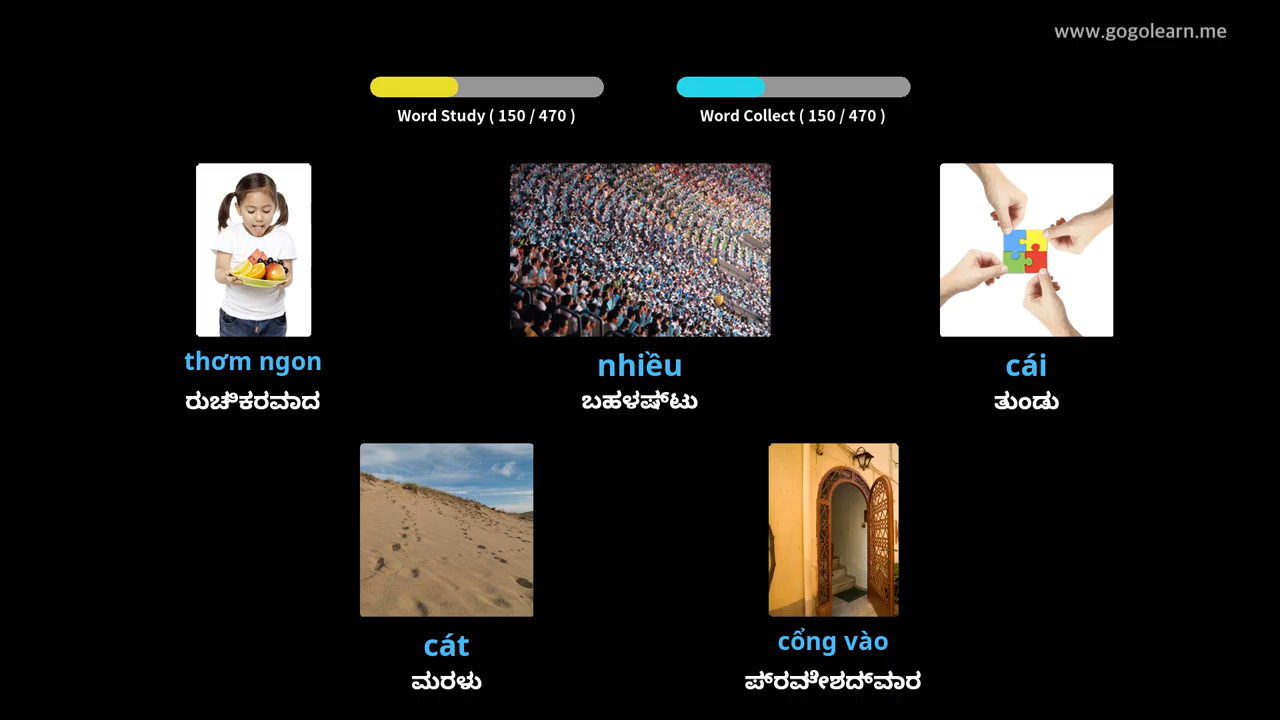 www.gogolearn.me
Word Study ( 150 / 470 )
Word Collect ( 150 / 470 )
thơm ngon
ರುಚಿಕರವಾದ
nhiều
ಬಹಳಷ್ಟು
cái
ತುಂಡು
cát
ಮರಳು
cổng vào
ಪ್ರವೇಶದ್ವಾರ